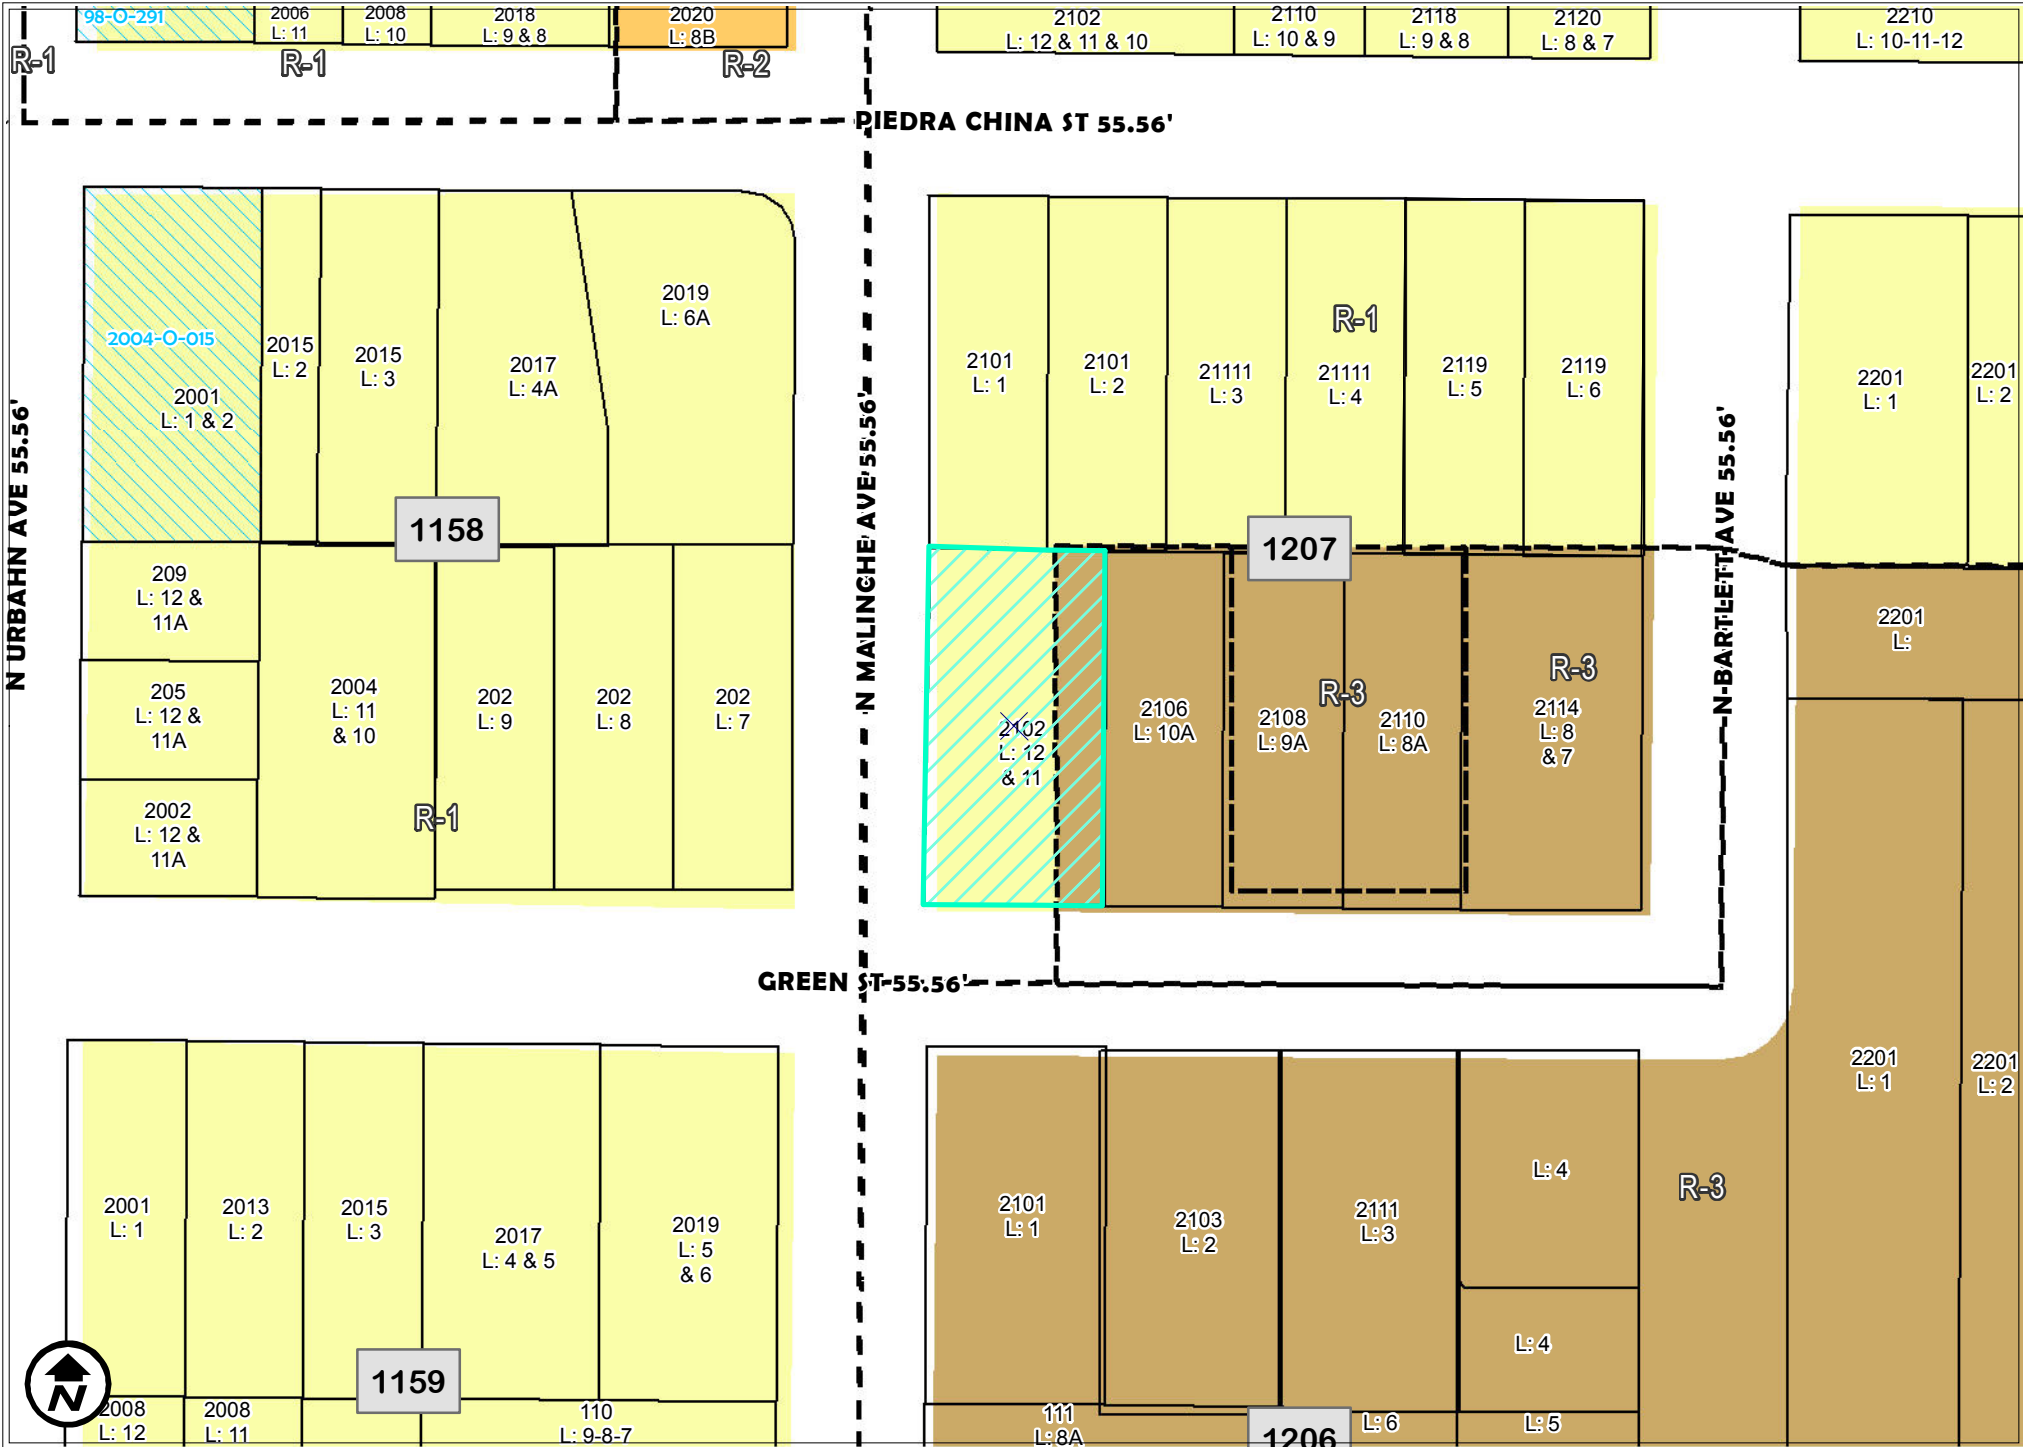 98-O-291
2006
L: 11
2008
L: 10
2018
L: 9 & 8
2020
L: 8B
2102
L: 12 & 11 & 10
2110
L: 10 & 9
2118
L: 9 & 8
2120
L: 8 & 7
2210
L: 10-11-12
R-1
R-1
R-2
PIEDRA CHINA ST 55.56'
2004-O-015
2001
L: 1 & 2
2015
L: 2
2015
L: 3
2017
L: 4A
2019
L: 6A
2101
L: 1
2101
L: 2
21111
L: 3
R-1
21111
L: 4
2119
L: 5
2119
L: 6
2201
L: 1
2201
L: 2
N URBAHN AVE 55.56'
N MALINCHE AVE 55.56'
N BARTLETT AVE 55.56'
1158
1207
209
L: 12 &
11A
205
L: 12 &
11A
2002
L: 12 &
11A
2004
L: 11
& 10
202
L: 9
202
L: 8
202
L: 7
R-1
2102
L: 12
& 11
2106
L: 10A
2108
L: 9A
R-3
2110
L: 8A
R-3
2114
L: 8
& 7
2201
L:
GREEN ST 55.56'
2001
L: 1
2013
L: 2
2015
L: 3
2017
L: 4 & 5
2019
L: 5
& 6
2101
L: 1
2103
L: 2
2111
L: 3
L: 4
L: 4
R-3
2201
L: 1
2201
L: 2
N
1159
2008
L: 12
2008
L: 11
110
L: 9-8-7
111
L: 8A
1206
L: 6
L: 5